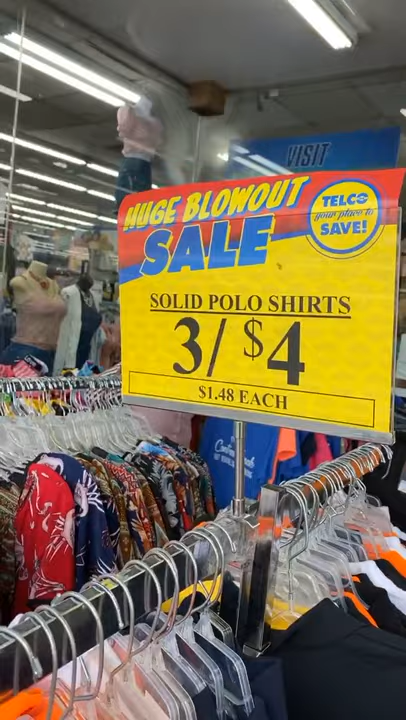 VISIT
HUGE BLOWOUT
SALE
TELCO
your place to
SAVE!
SOLID POLO SHIRTS
3/$4
$1.48 EACH